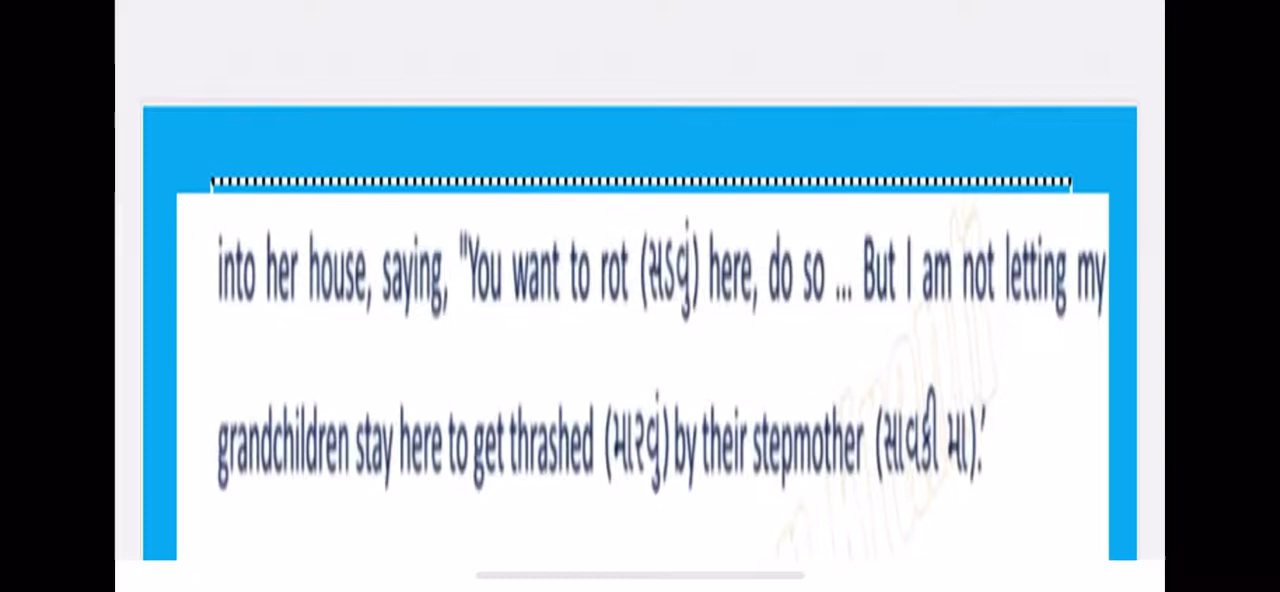 into her house, saying, "You want to rot (સડવું) here, do so ... But I am not letting my
grandchildren stay here to get thrashed (મારવું) by their stepmother (સાવકી મા).'